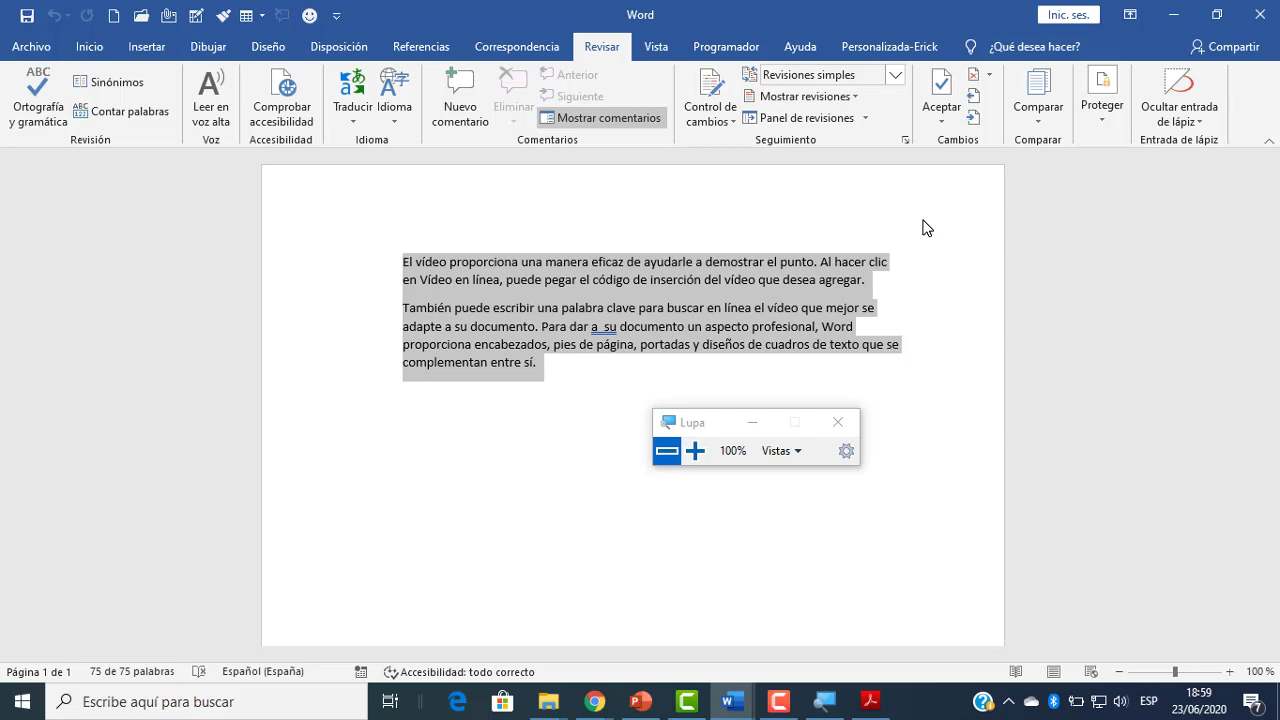 Word
Inic. ses.
Archivo Inicio Insertar Dibujar Diseño Disposición Referencias Correspondencia Revisar Vista Programador Ayuda Personalizada-Erick ¿Qué desea hacer? Compartir
ABC
Ortografía y gramática
Sinónimos
ABC 123
Contar palabras
Revisión
Leer en voz alta
Voz
Comprobar accesibilidad
Accesibilidad
Traducir
Idioma
Idioma
Nuevo comentario
Eliminar
Anterior
Siguiente
Mostrar comentarios
Comentarios
Control de cambios
Revisiones simples
Mostrar revisiones
Panel de revisiones
Seguimiento
Aceptar
Cambios
Comparar
Comparar
Proteger
Ocultar entrada de lápiz
Entrada de lápiz
El vídeo proporciona una manera eficaz de ayudarle a demostrar el punto. Al hacer clic
en Vídeo en línea, puede pegar el código de inserción del vídeo que desea agregar.
También puede escribir una palabra clave para buscar en línea el vídeo que mejor se
adapte a su documento. Para dar a  su documento un aspecto profesional, Word
proporciona encabezados, pies de página, portadas y diseños de cuadros de texto que se
complementan entre sí.
Lupa
100% Vistas
Página 1 de 1 75 de 75 palabras Español (España) Accesibilidad: todo correcto 100 %
Escribe aquí para buscar
ESP
18:59
23/06/2020
7